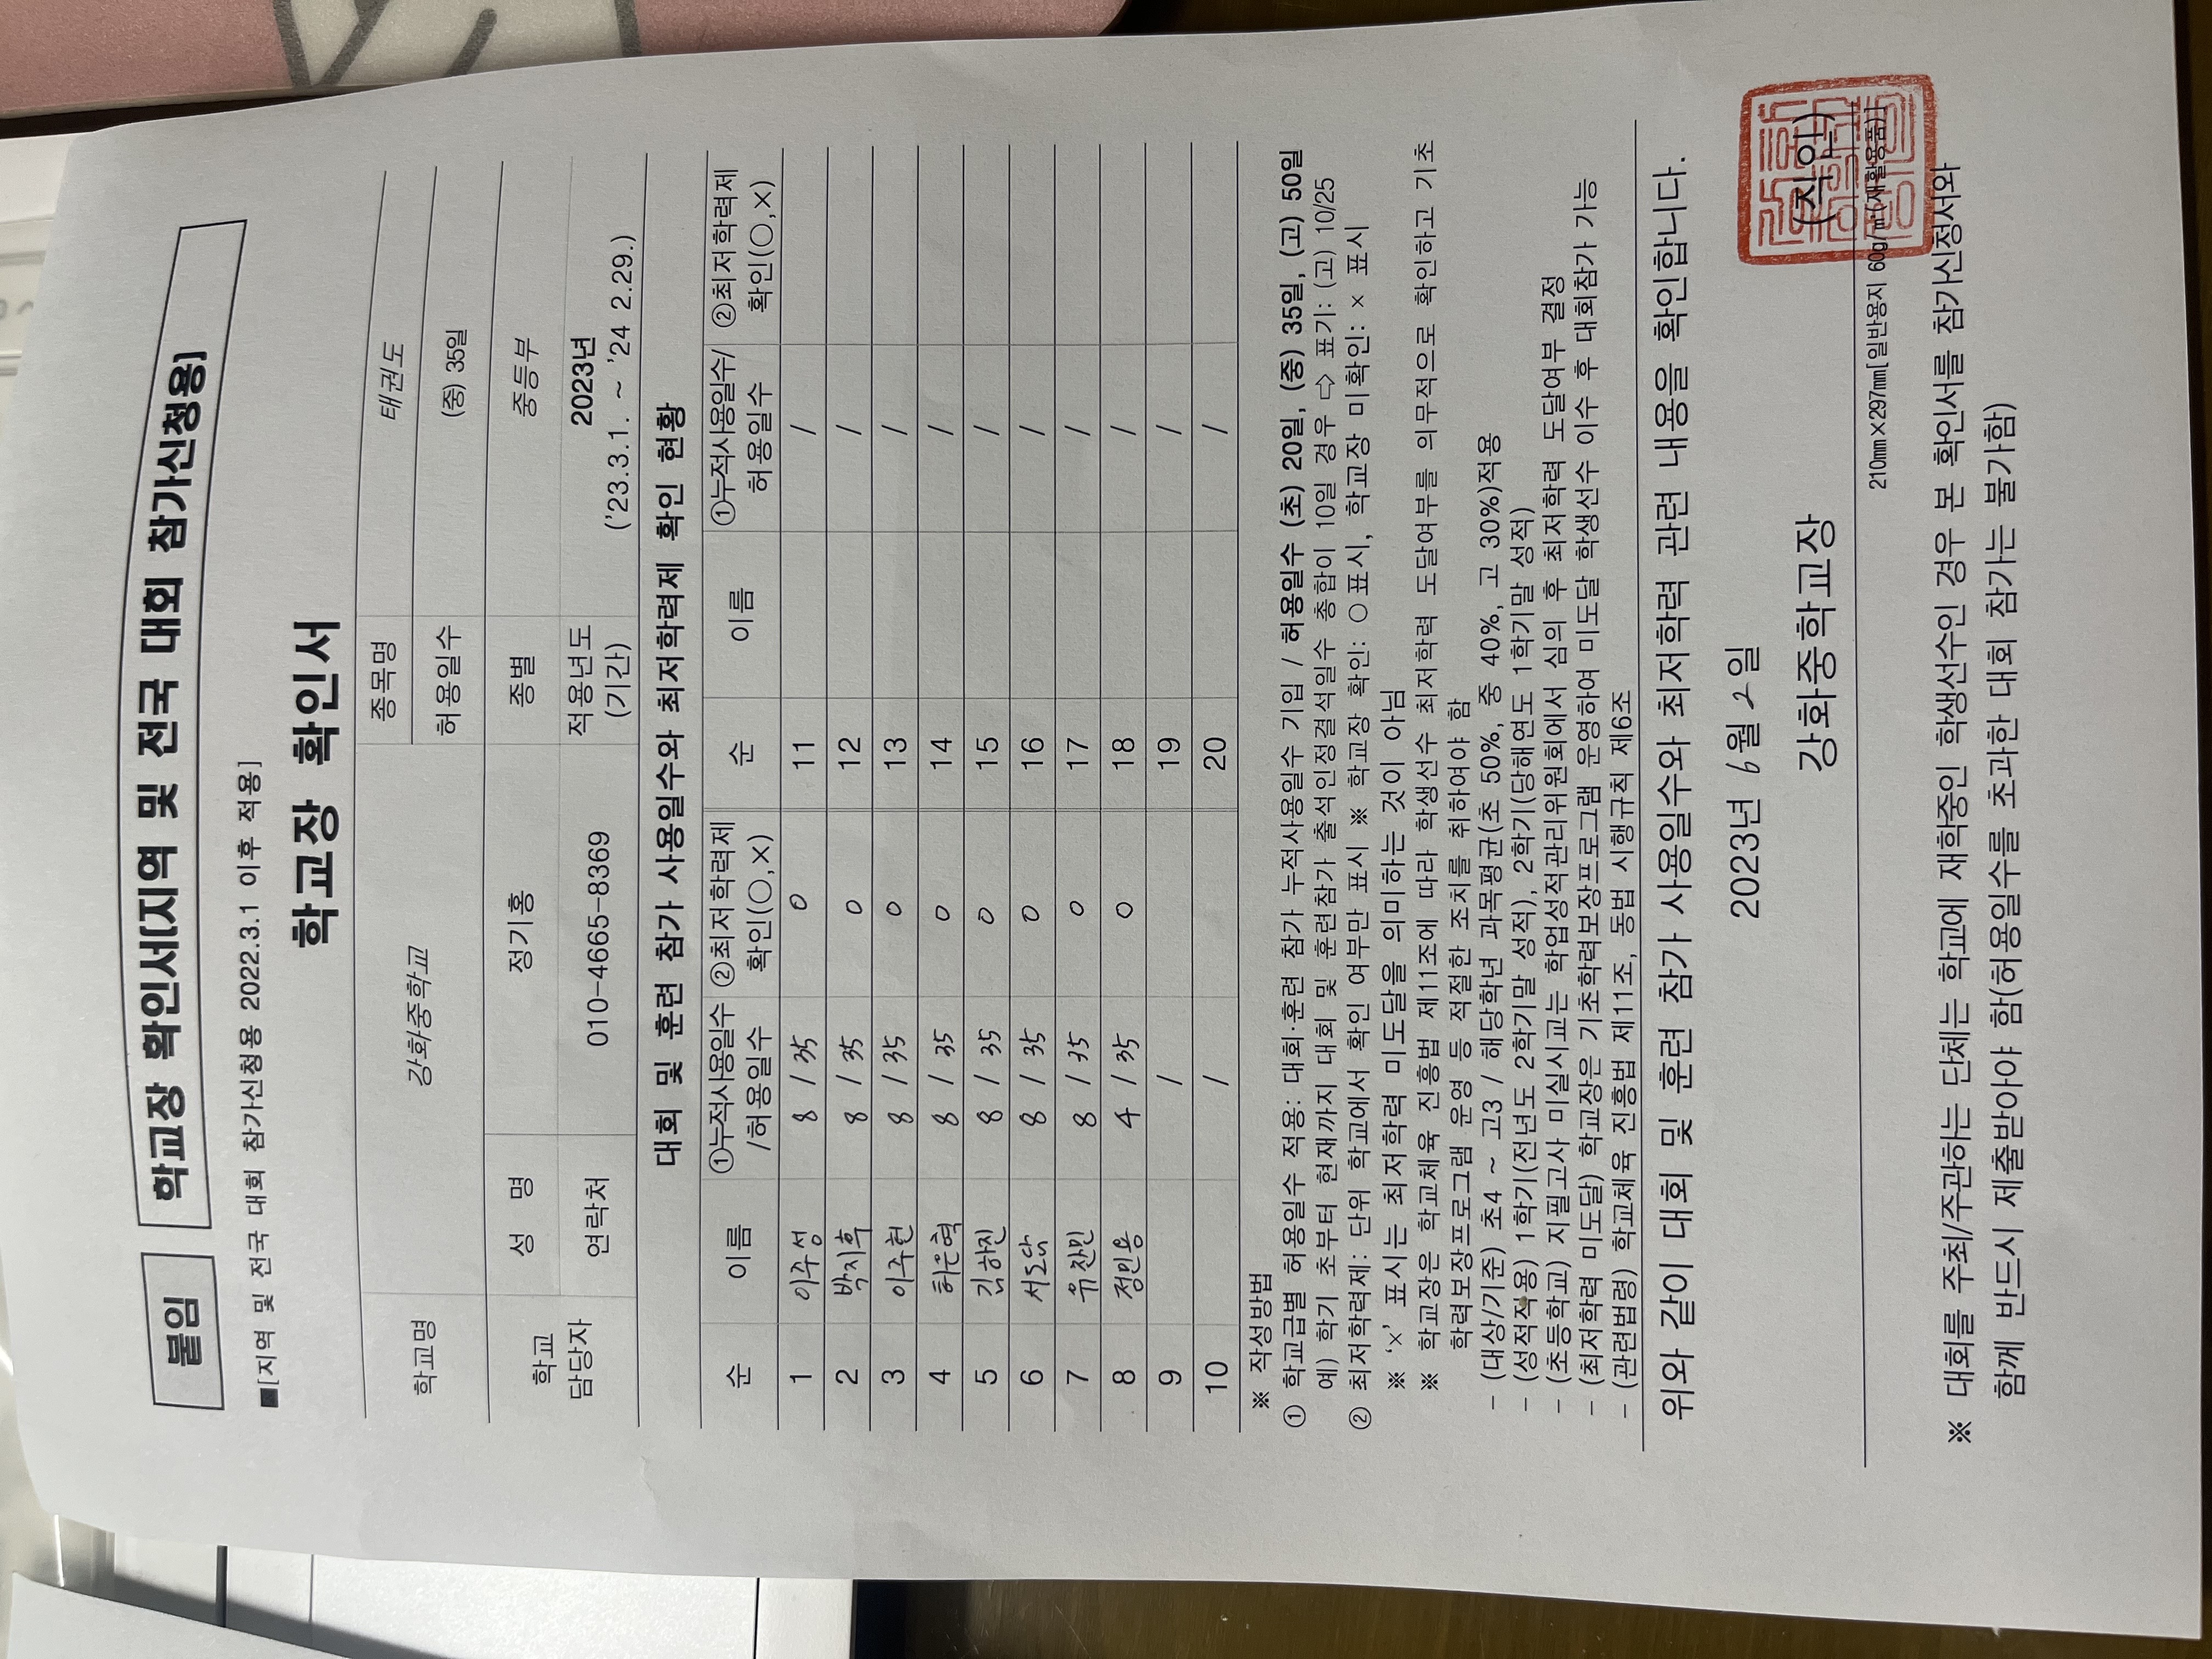 붙임 학교장 확인서[지역 및 전국 대회 참가신청용]
■[지역 및 전국 대회 참가신청용 2022.3.1 이후 적용]
학교장 확인서
학교명 강화중학교 종목명 태권도
허용일수 (중) 35일
학교 담당자 성 명 정기홍 종별 중등부
연락처 010-4665-8369 적용년도 (기간) 2023년 ('23.3.1. ~ '24 2.29.)
대회 및 훈련 참가 사용일수와 최저학력제 확인 현황
순 이름 ①누적사용일수/허용일수 ②최저학력제 확인(○,×) 순 이름 ①누적사용일수/허용일수 ②최저학력제 확인(○,×)
1 이주성 8 / 35 ○ 11 /
2 박지후 8 / 35 ○ 12 /
3 이주헌 8 / 35 ○ 13 /
4 허은혁 8 / 35 ○ 14 /
5 김하진 8 / 35 ○ 15 /
6 서도담 8 / 35 ○ 16 /
7 유찬민 8 / 35 ○ 17 /
8 정민용 4 / 35 ○ 18 /
9 / 19 /
10 / 20 /
※ 작성방법
① 학교급별 허용일수 적용: 대회·훈련 참가 누적사용일수 기입 / 허용일수 (초) 20일, (중) 35일, (고) 50일
예) 학기 초부터 현재까지 대회 및 훈련참가 출석인정결석일수 총합이 10일 경우 ⇨ 표기: (고) 10/25
② 최저학력제: 단위 학교에서 확인 여부만 표시 ※ 학교장 확인: ○표시, 학교장 미확인: × 표시
※ '×' 표시는 최저학력 미도달을 의미하는 것이 아님
※ 학교장은 학교체육 진흥법 제11조에 따라 학생선수 최저학력 도달여부를 의무적으로 확인하고 기초
학력보장프로그램 운영 등 적절한 조치를 취하여야 함
- (대상/기준) 초4 ~ 고3 / 해당학년 과목평균(초 50%, 중 40%, 고 30%)적용
- (성적적용) 1학기(전년도 2학기말 성적), 2학기(당해연도 1학기말 성적)
- (초등학교) 지필고사 미실시교는 학업성적관리위원회에서 심의 후 최저학력 도달여부 결정
- (최저학력 미도달) 학교장은 기초학력보장프로그램 운영하여 미도달 학생선수 이수 후 대회참가 가능
- (관련법령) 학교체육 진흥법 제11조, 동법 시행규칙 제6조
위와 같이 대회 및 훈련 참가 사용일수와 최저학력 관련 내용을 확인합니다.
2023년 6월 2일
강화중학교장 (직인)
210㎜×297㎜[일반용지 60g/㎡(재활용품)]
※ 대회를 주최/주관하는 단체는 학교에 재학중인 학생선수인 경우 본 확인서를 참가신청서와
함께 반드시 제출받아야 함(허용일수를 초과한 대회 참가는 불가함)